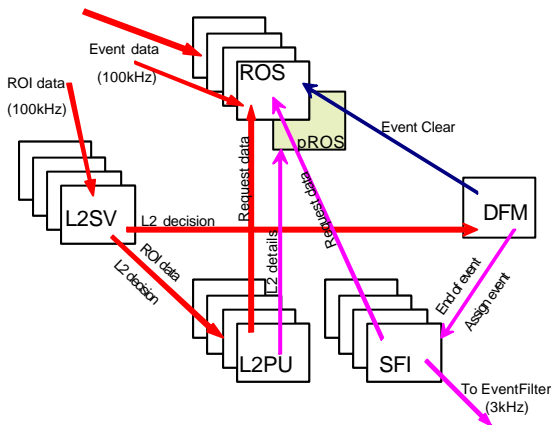 Event data
(100kHz)
ROS
ROI data
(100kHz)
pROS
Event Clear
Request data
L2SV
L2 decision
DFM
Request data
L2 details
ROI data
L2 decision
End of event
Assign event
L2PU
SFI
To EventFilter
(3kHz)